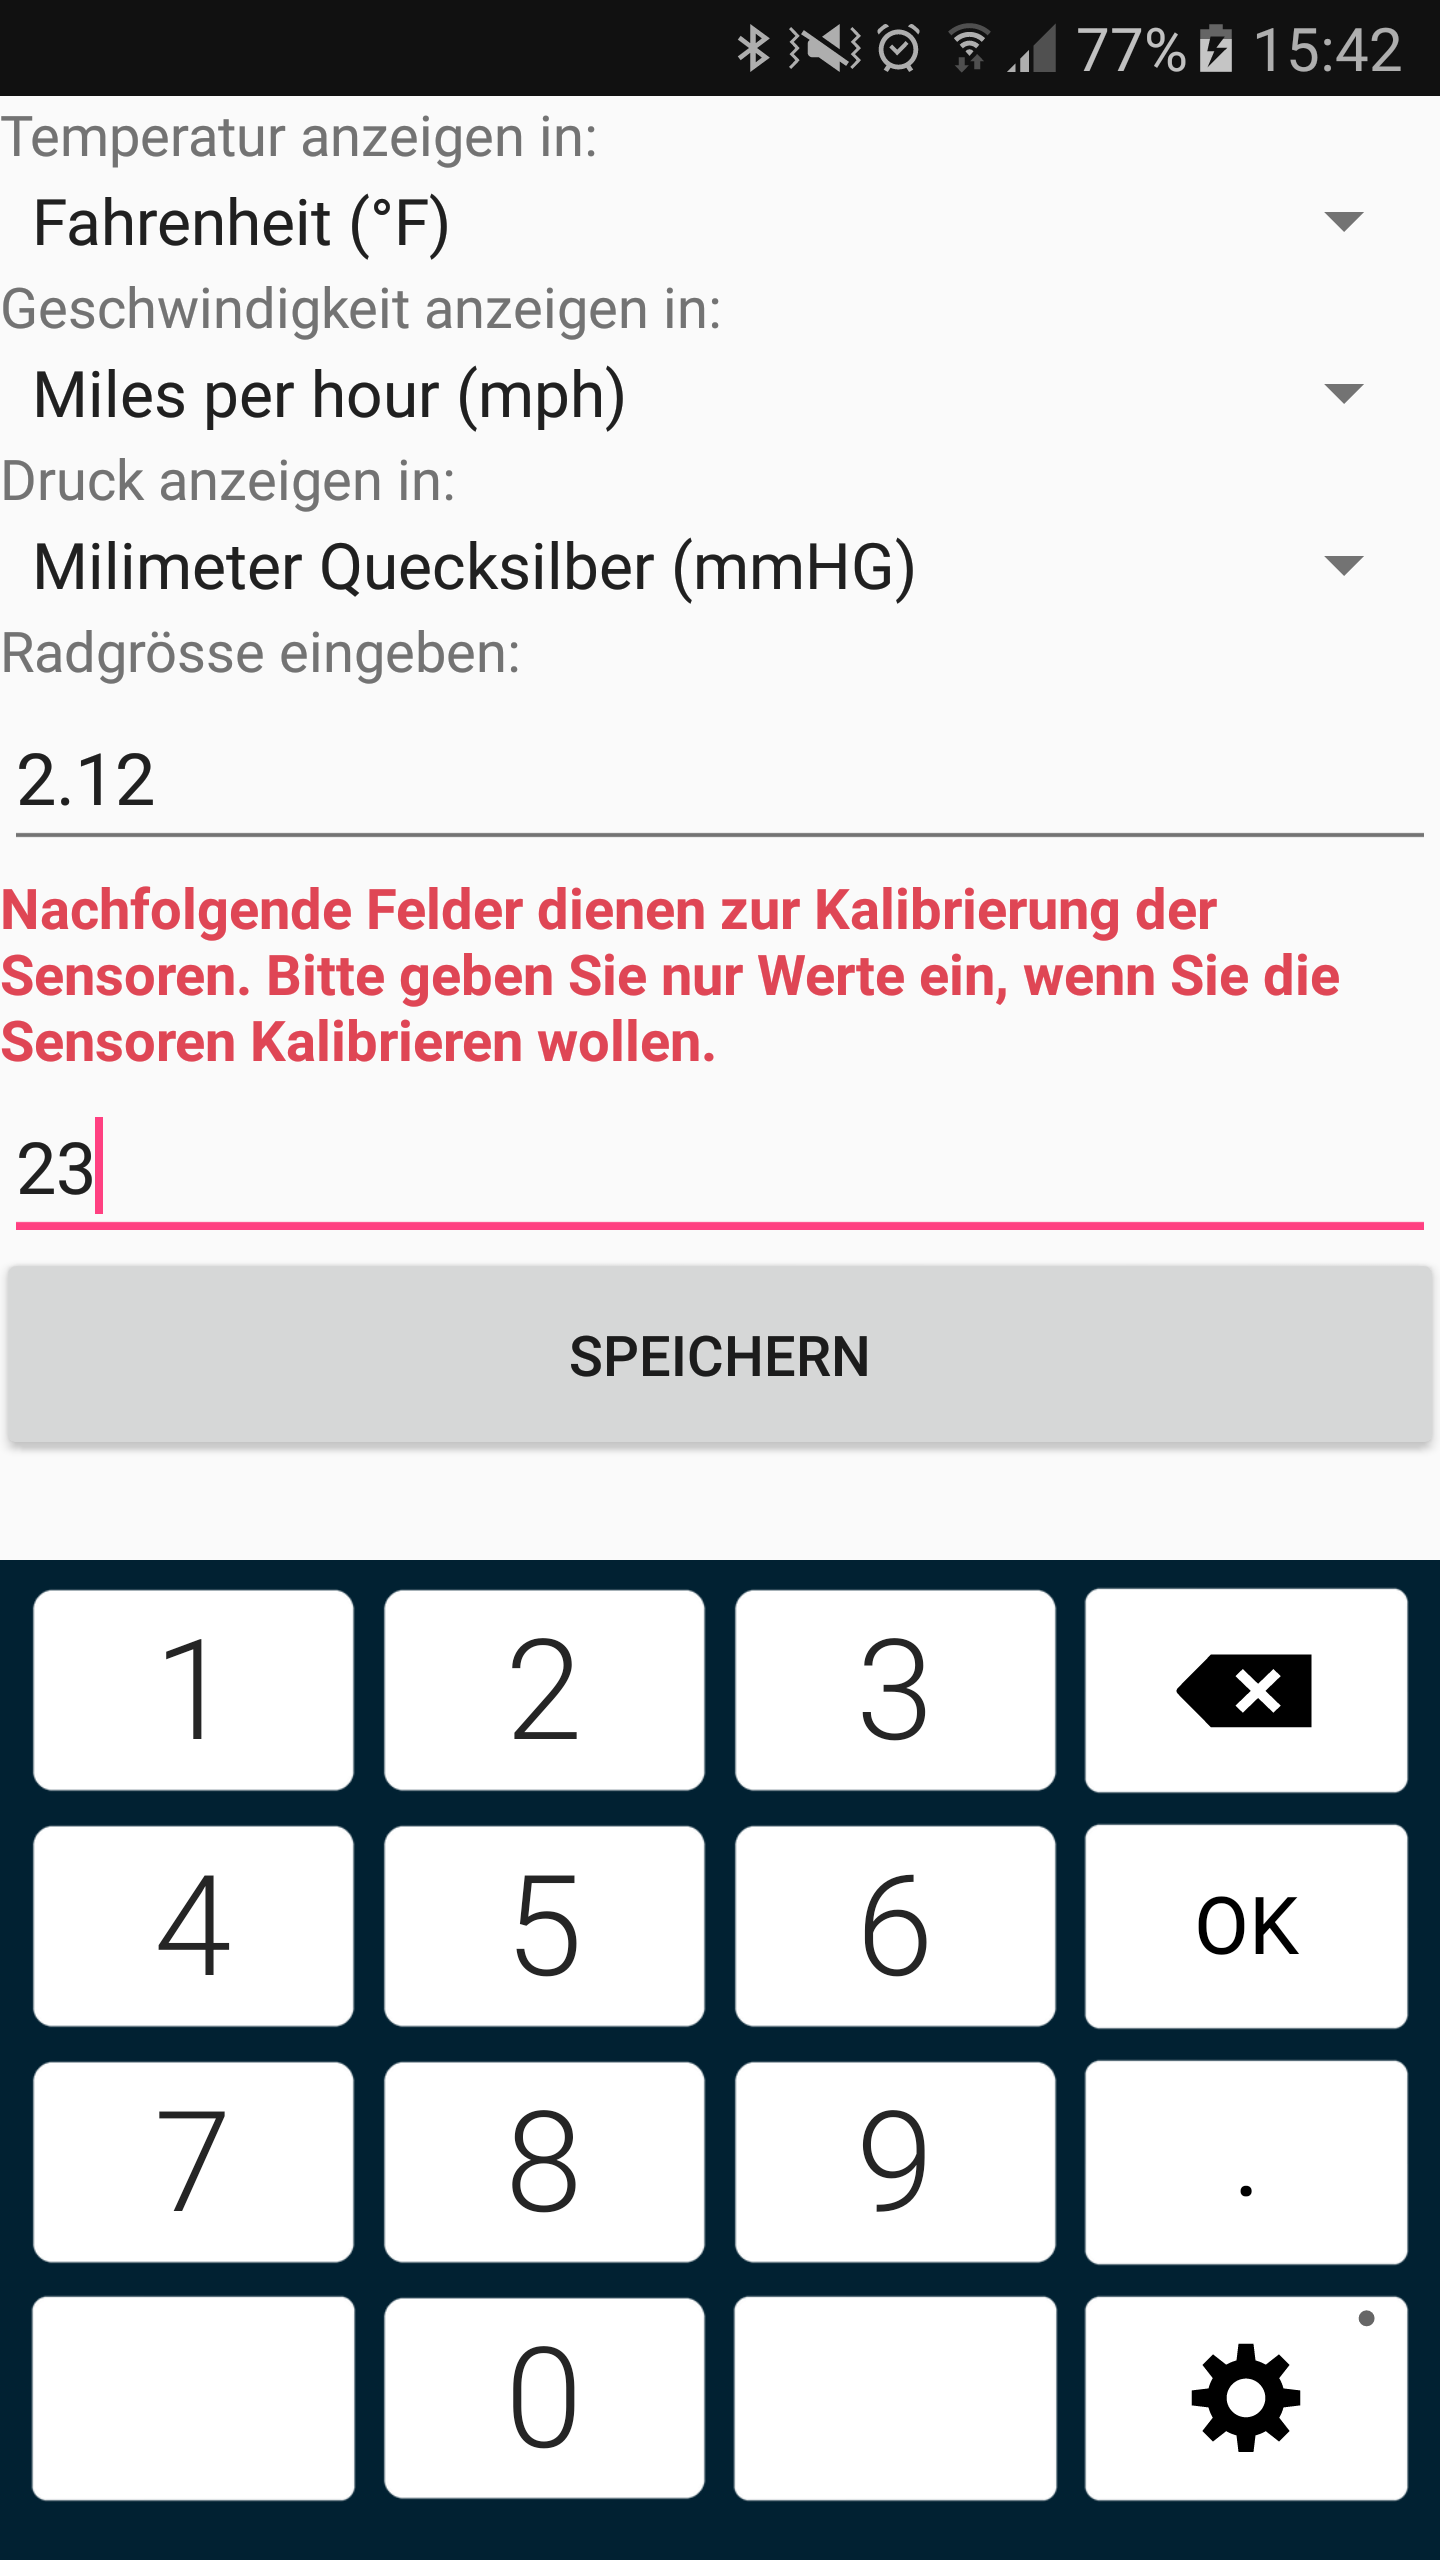 77% 15:42
Temperatur anzeigen in:
Fahrenheit (°F)
Geschwindigkeit anzeigen in:
Miles per hour (mph)
Druck anzeigen in:
Milimeter Quecksilber (mmHG)
Radgrösse eingeben:
2.12
Nachfolgende Felder dienen zur Kalibrierung der
Sensoren. Bitte geben Sie nur Werte ein, wenn Sie die
Sensoren Kalibrieren wollen.
23
SPEICHERN
1 2 3
4 5 6 OK
7 8 9 .
0